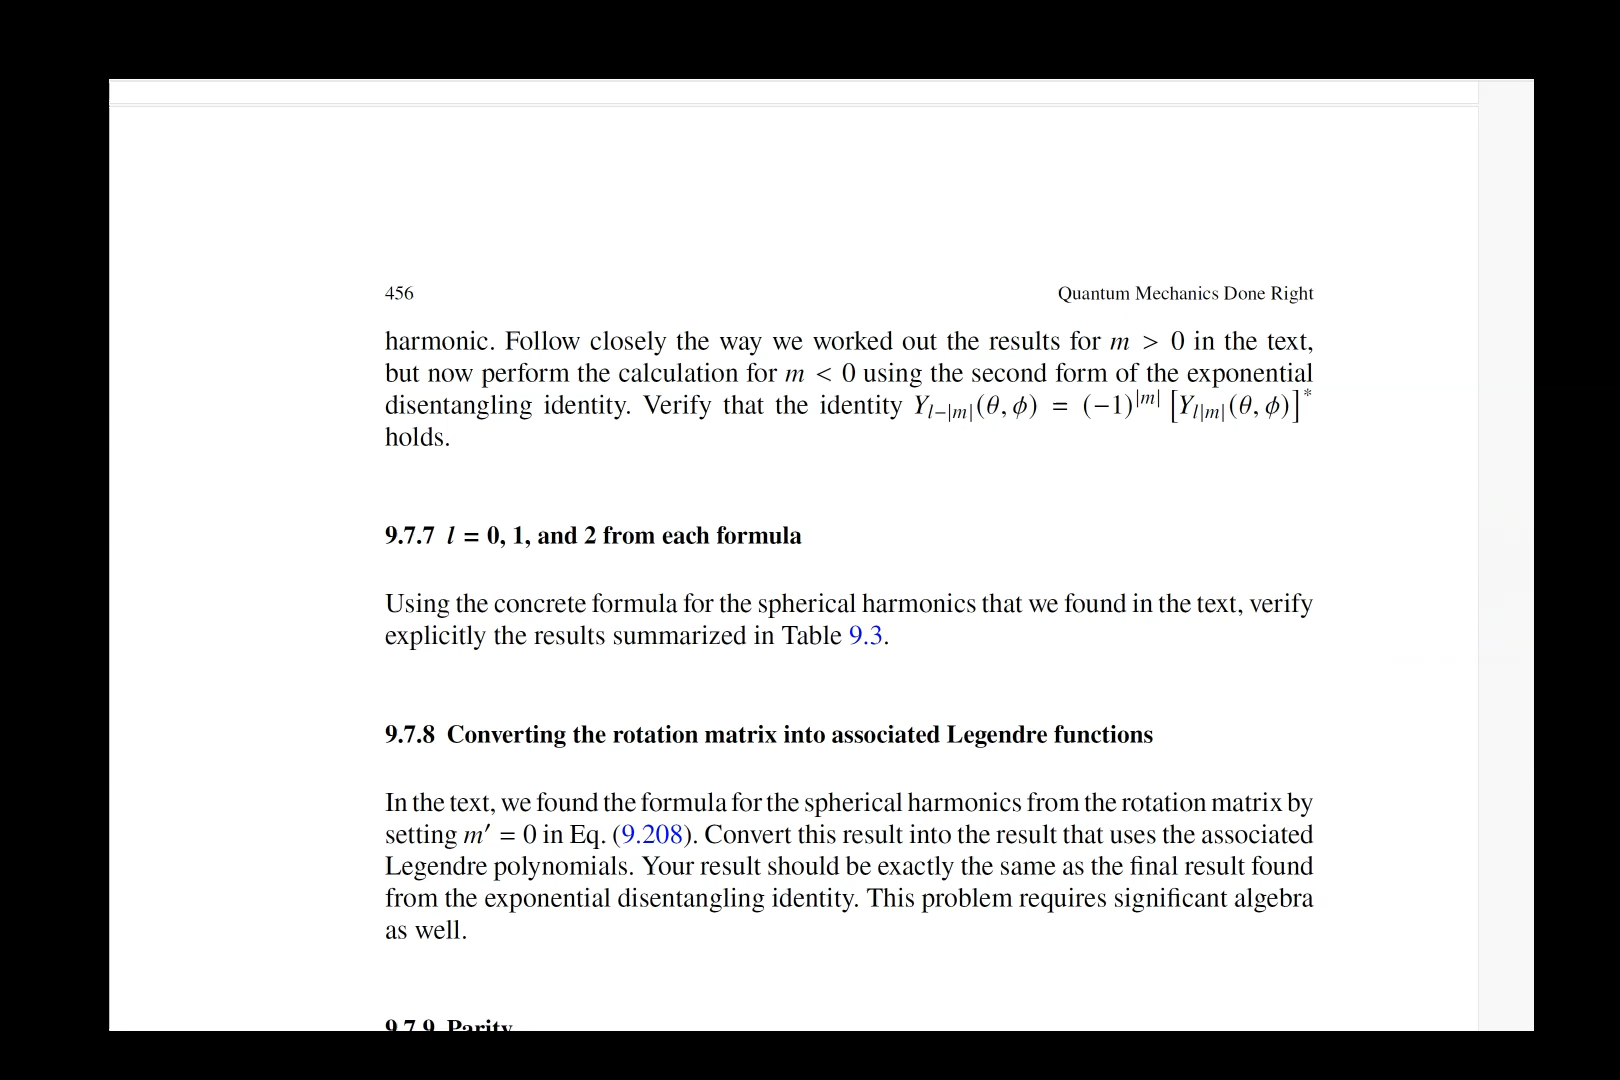 456 Quantum Mechanics Done Right
harmonic. Follow closely the way we worked out the results for m > 0 in the text,
but now perform the calculation for m < 0 using the second form of the exponential
disentangling identity. Verify that the identity Y_{l−|m|}(θ, ϕ) = (−1)^{|m|} [Y_{l|m|}(θ, ϕ)]^*
holds.
9.7.7 l = 0, 1, and 2 from each formula
Using the concrete formula for the spherical harmonics that we found in the text, verify
explicitly the results summarized in Table 9.3.
9.7.8 Converting the rotation matrix into associated Legendre functions
In the text, we found the formula for the spherical harmonics from the rotation matrix by
setting m′ = 0 in Eq. (9.208). Convert this result into the result that uses the associated
Legendre polynomials. Your result should be exactly the same as the final result found
from the exponential disentangling identity. This problem requires significant algebra
as well.
9.7.9 Parity